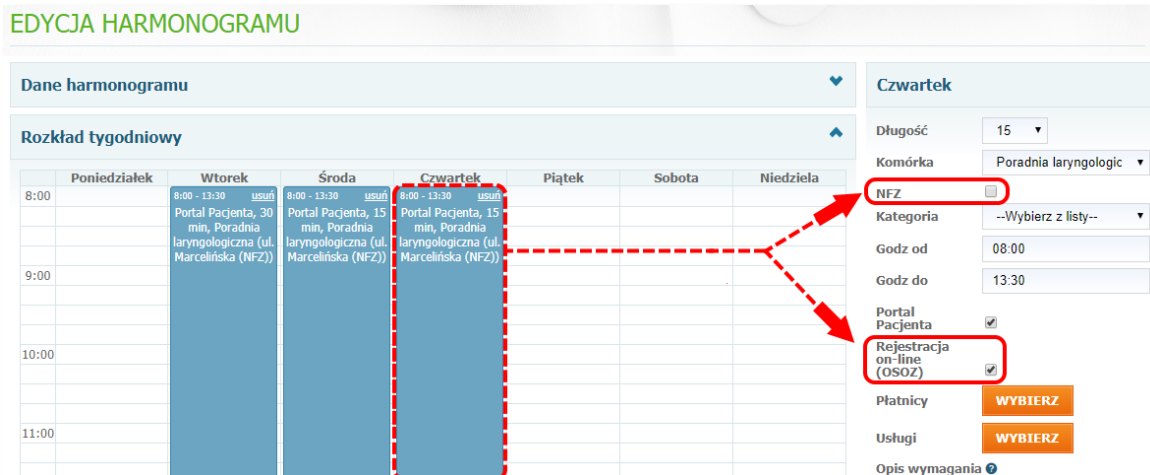 EDYCJA HARMONOGRAMU
Dane harmonogramu
Rozkład tygodniowy
Poniedziałek Wtorek Środa Czwartek Piątek Sobota Niedziela
8:00
9:00
10:00
11:00
8:00 - 13:30 usuń
Portal Pacjenta, 30
min, Poradnia
laryngologiczna (ul.
Marcelińska (NFZ))
8:00 - 13:30 usuń
Portal Pacjenta, 15
min, Poradnia
laryngologiczna (ul.
Marcelińska (NFZ))
8:00 - 13:30 usuń
Portal Pacjenta, 15
min, Poradnia
laryngologiczna (ul.
Marcelińska (NFZ))
Czwartek
Długość 15
Komórka Poradnia laryngologic
NFZ
Kategoria --Wybierz z listy--
Godz od 08:00
Godz do 13:30
Portal
Pacjenta
Rejestracja
on-line
(OSOZ)
Płatnicy WYBIERZ
Usługi WYBIERZ
Opis wymagania ?